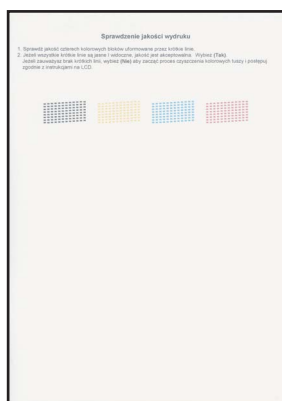 Sprawdzenie jakości wydruku
1. Sprawdź jakość czterech kolorowych bloków uformowane przez krótkie linie.
2. Jeżeli wszystkie krótkie linie są jasne i widoczne, jakość jest akceptowalna. Wybierz (Tak).
Jeżeli zauważysz brak krótkich linii, wybierz (Nie) aby zacząć proces czyszczenia kolorowych tuszy i postępuj
zgodnie z instrukcjami na LCD.